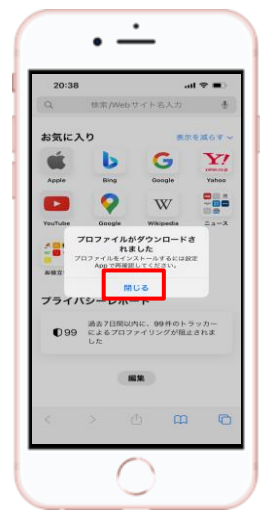 20:38
検索/Webサイト名入力
お気に入り
表示を減らす
Apple
Bing
Google
Yahoo
YouTube
Google
Wikipedia
ニュース
プロファイルがダウンロードさ
れました
プロファイルをインストールするには設定
Appで再確認してください。
閉じる
プライバシーレポート
99
過去7日間以内に、99件のトラッカー
によるプロファイリングが阻止されま
した
編集